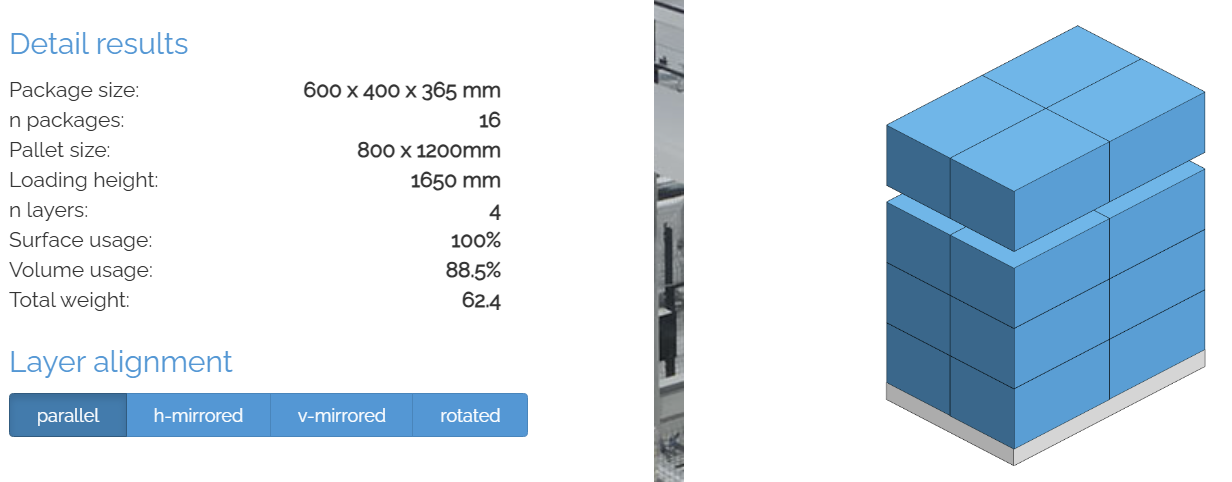 Detail results
Package size: 600 x 400 x 365 mm
n packages: 16
Pallet size: 800 x 1200mm
Loading height: 1650 mm
n layers: 4
Surface usage: 100%
Volume usage: 88.5%
Total weight: 62.4
Layer alignment
parallel h-mirrored v-mirrored rotated